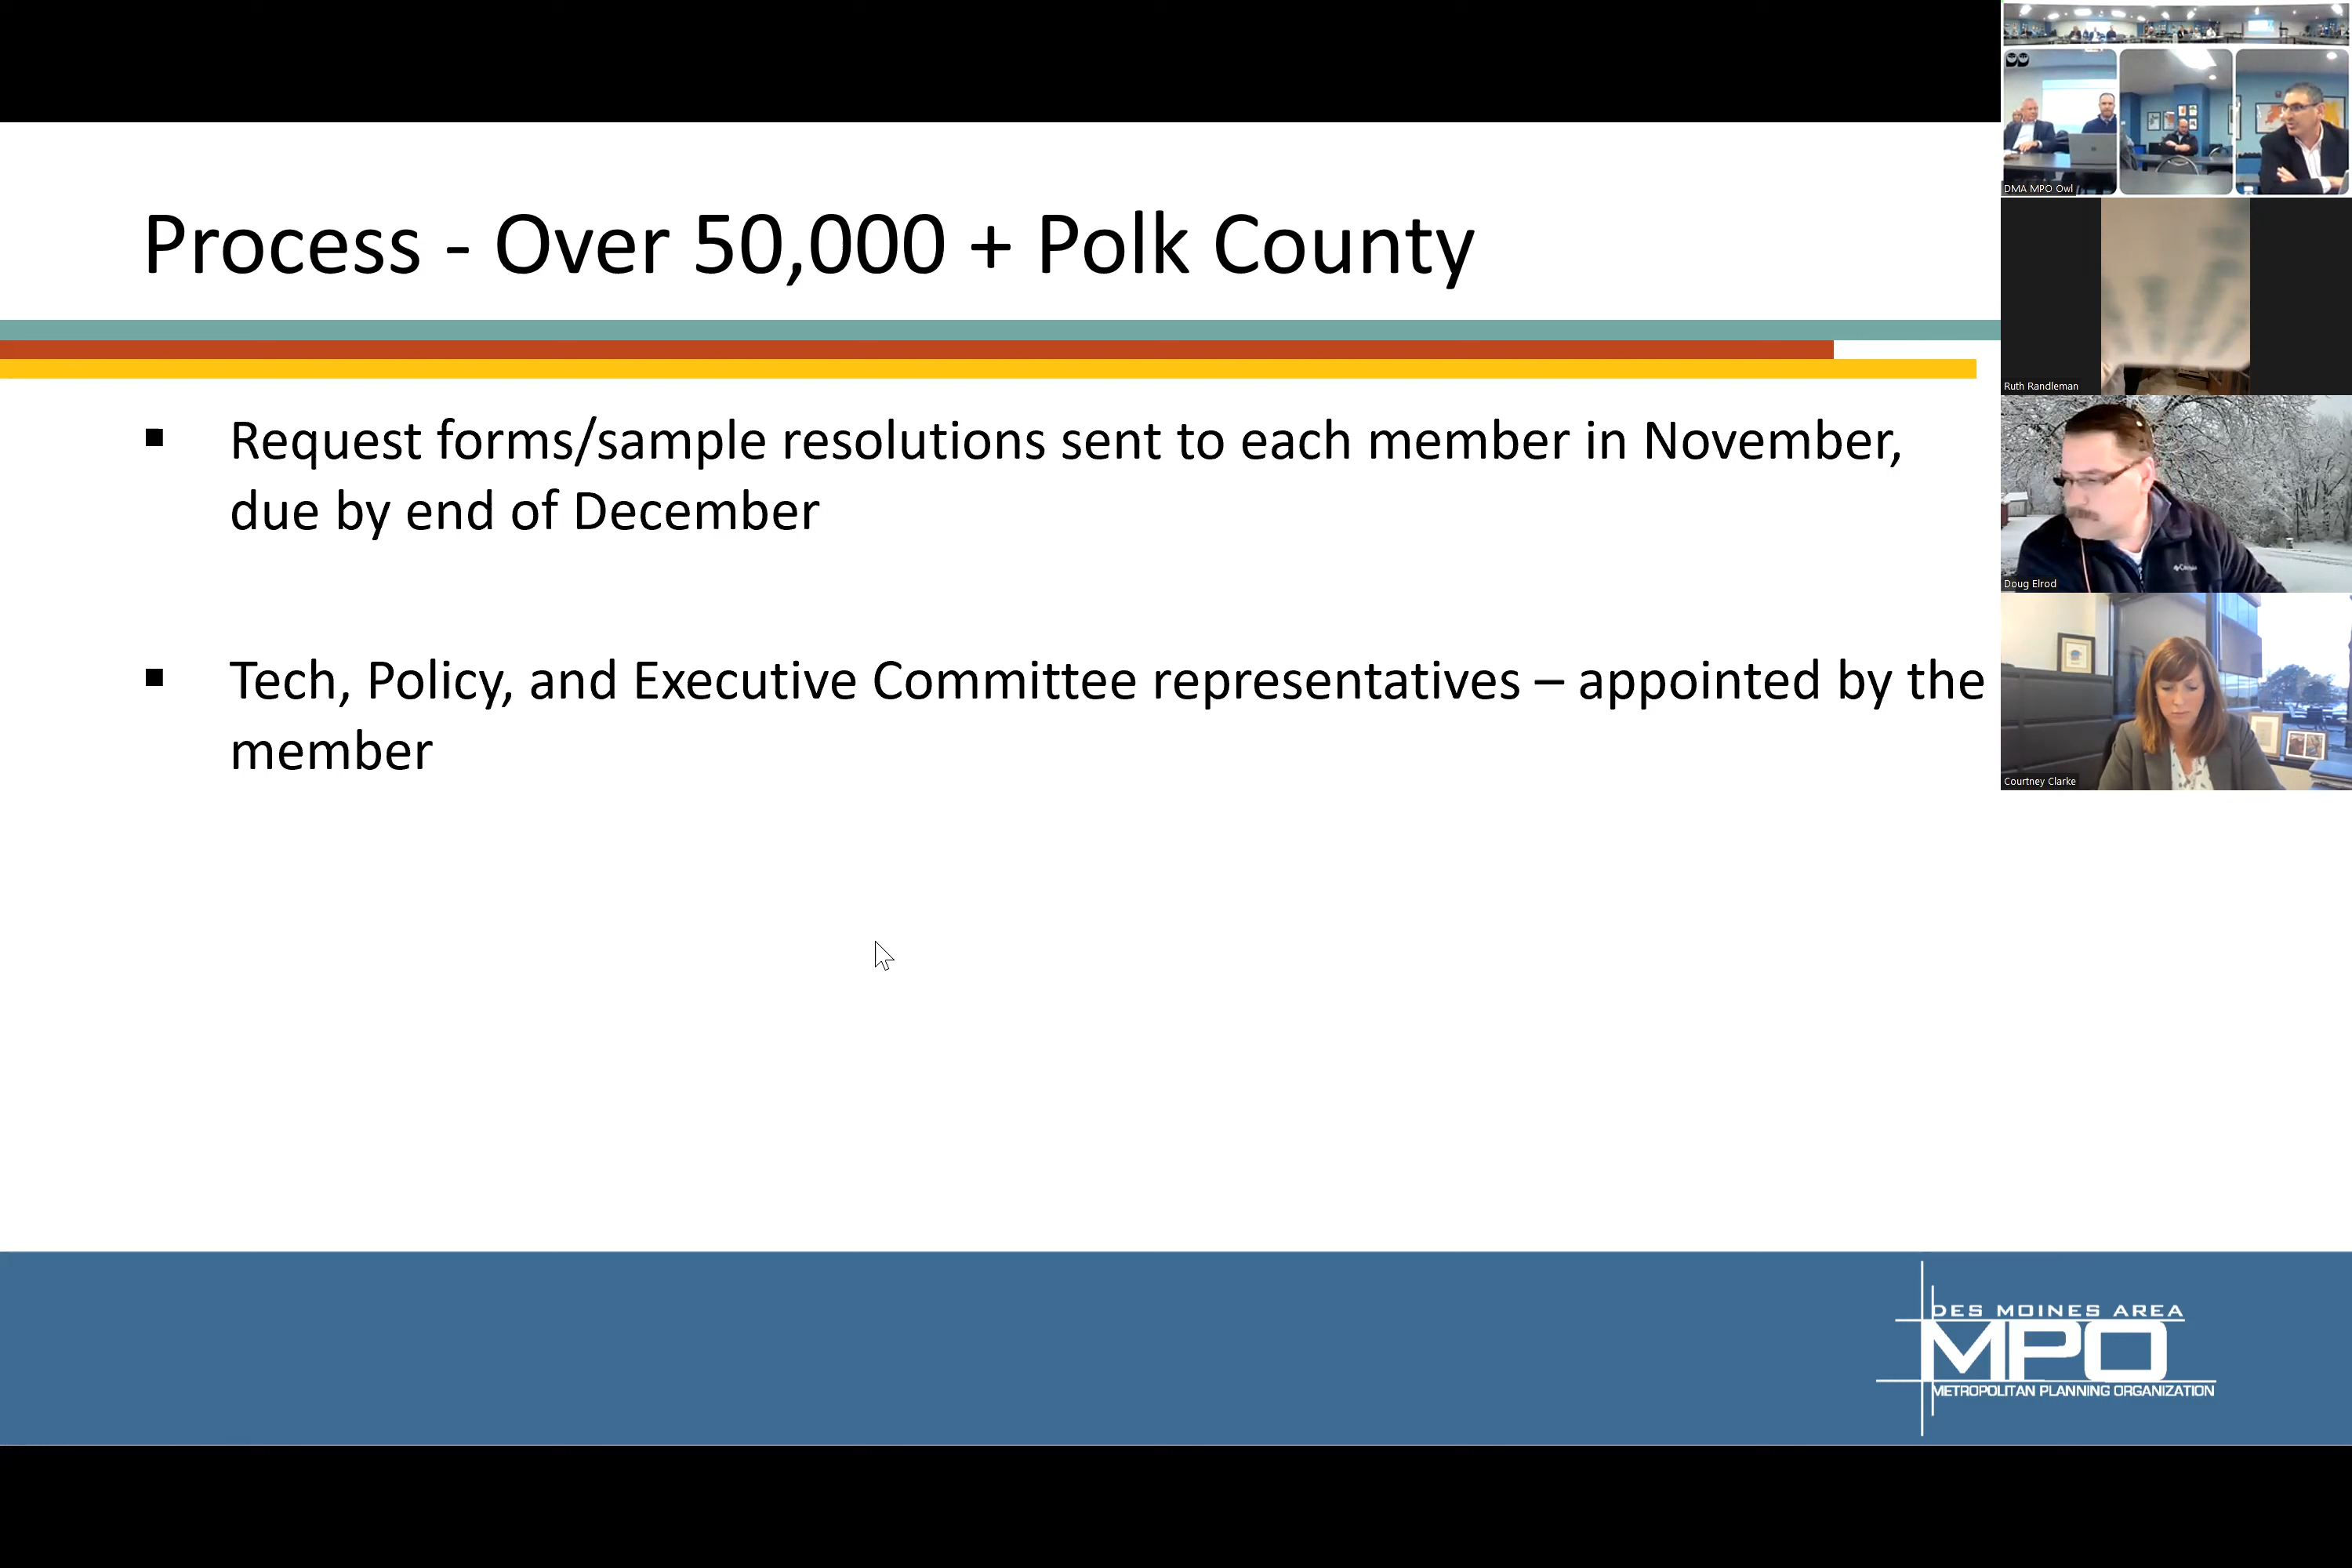 Process - Over 50,000 + Polk County
Request forms/sample resolutions sent to each member in November,
due by end of December
Tech, Policy, and Executive Committee representatives – appointed by the
member
DES MOINES AREA
MPO
METROPOLITAN PLANNING ORGANIZATION
DMA MPO Owl
Ruth Randleman
Doug Elrod
Courtney Clarke